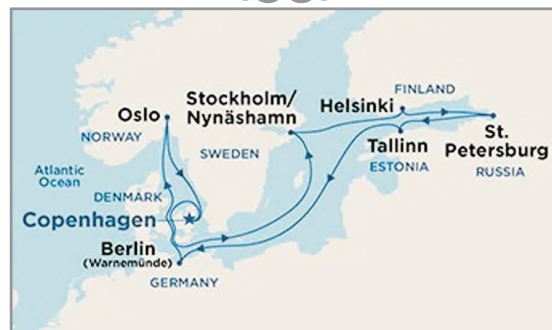 FINLAND
Stockholm/
Nynäshamn
Helsinki
Oslo
NORWAY
SWEDEN
Tallinn
ESTONIA
St.
Petersburg
RUSSIA
Atlantic
Ocean
DENMARK
Copenhagen
Berlin
(Warnemünde)
GERMANY